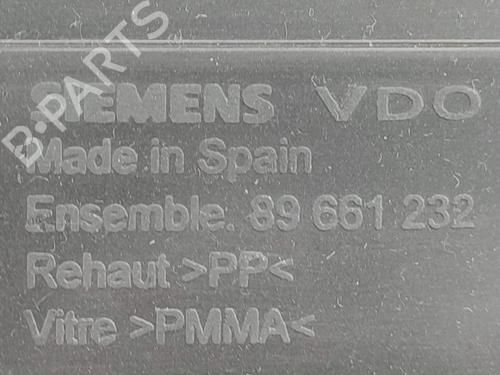 B-PARTS
SIEMENS VDO
Made in Spain
Ensemble. 89 661 232
Rehaut >PP<
Vitre >PMMA<